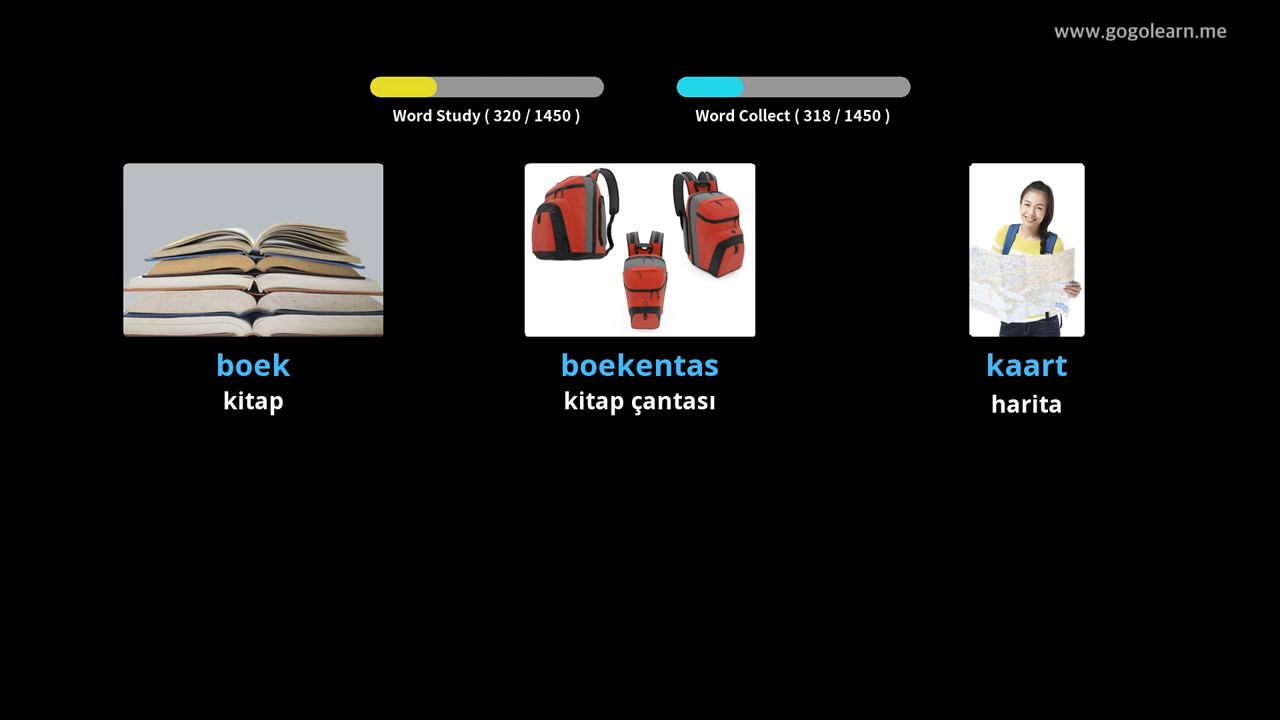 www.gogolearn.me
Word Study ( 320 / 1450 )
Word Collect ( 318 / 1450 )
boek
kitap
boekentas
kitap çantası
kaart
harita